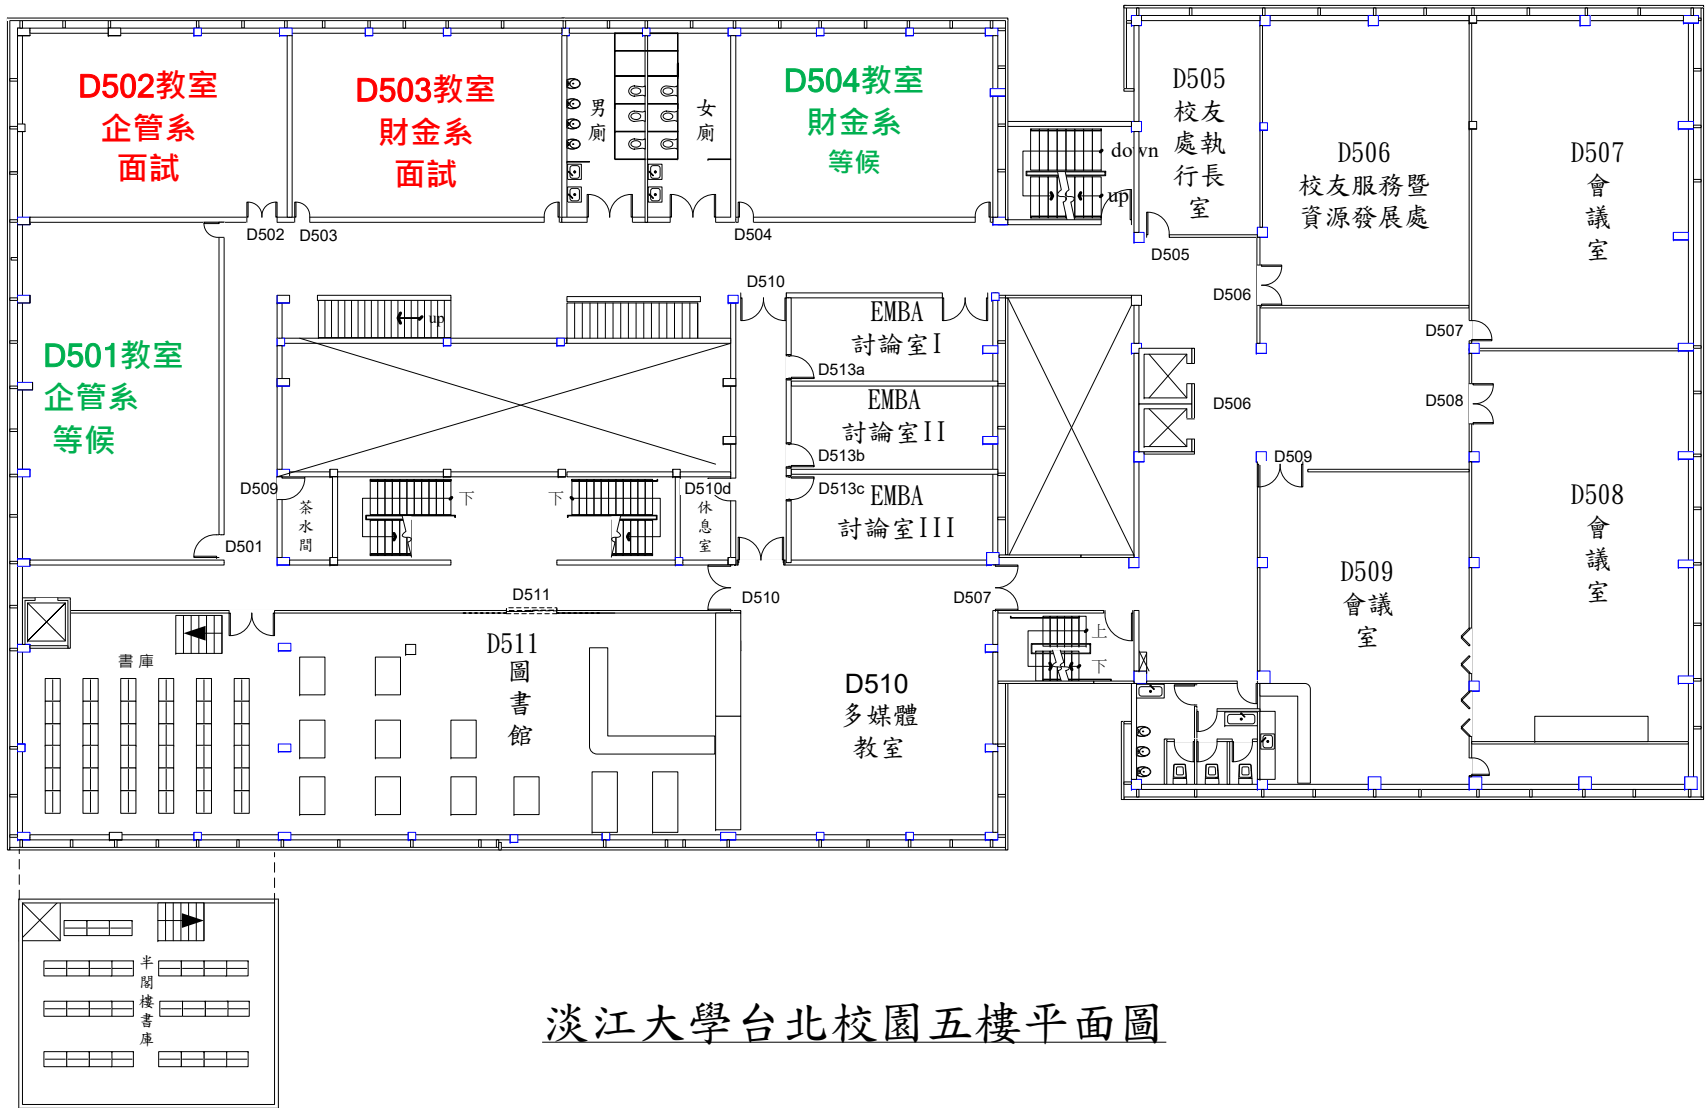 D502教室
企管系
面試
D503教室
財金系
面試
男廁
女廁
D504教室
財金系
等候
down
up
D505
校友
處執
行長
室
D506
校友服務暨
資源發展處
D507
會
議
室
D502
D503
D504
D505
D506
D507
D510
D501教室
企管系
等候
up
EMBA
討論室I
D513a
EMBA
討論室II
D513b
D513c
EMBA
討論室III
D506
D508
D509
D509
茶水間
下
下
D510d
休息室
D501
D508
會
議
室
D509
會議
室
D511
D510
D507
上
下
書庫
D511
圖
書
館
D510
多媒體
教室
半閣樓書庫
淡江大學台北校園五樓平面圖